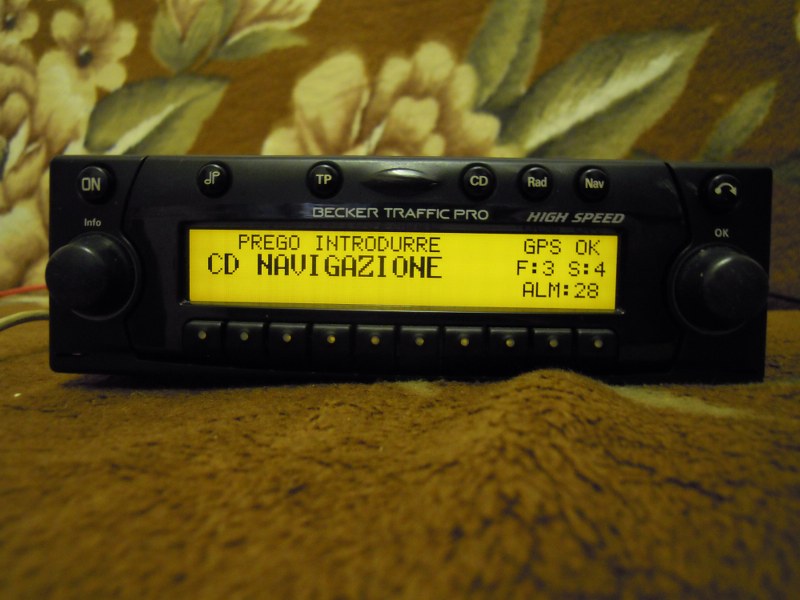 ON
TP
CD
Rad
Nav
BECKER TRAFFIC PRO
HIGH SPEED
Info
OK
PREGO INTRODURRE
CD NAVIGAZIONE
GPS OK
F:3 S:4
ALM:28